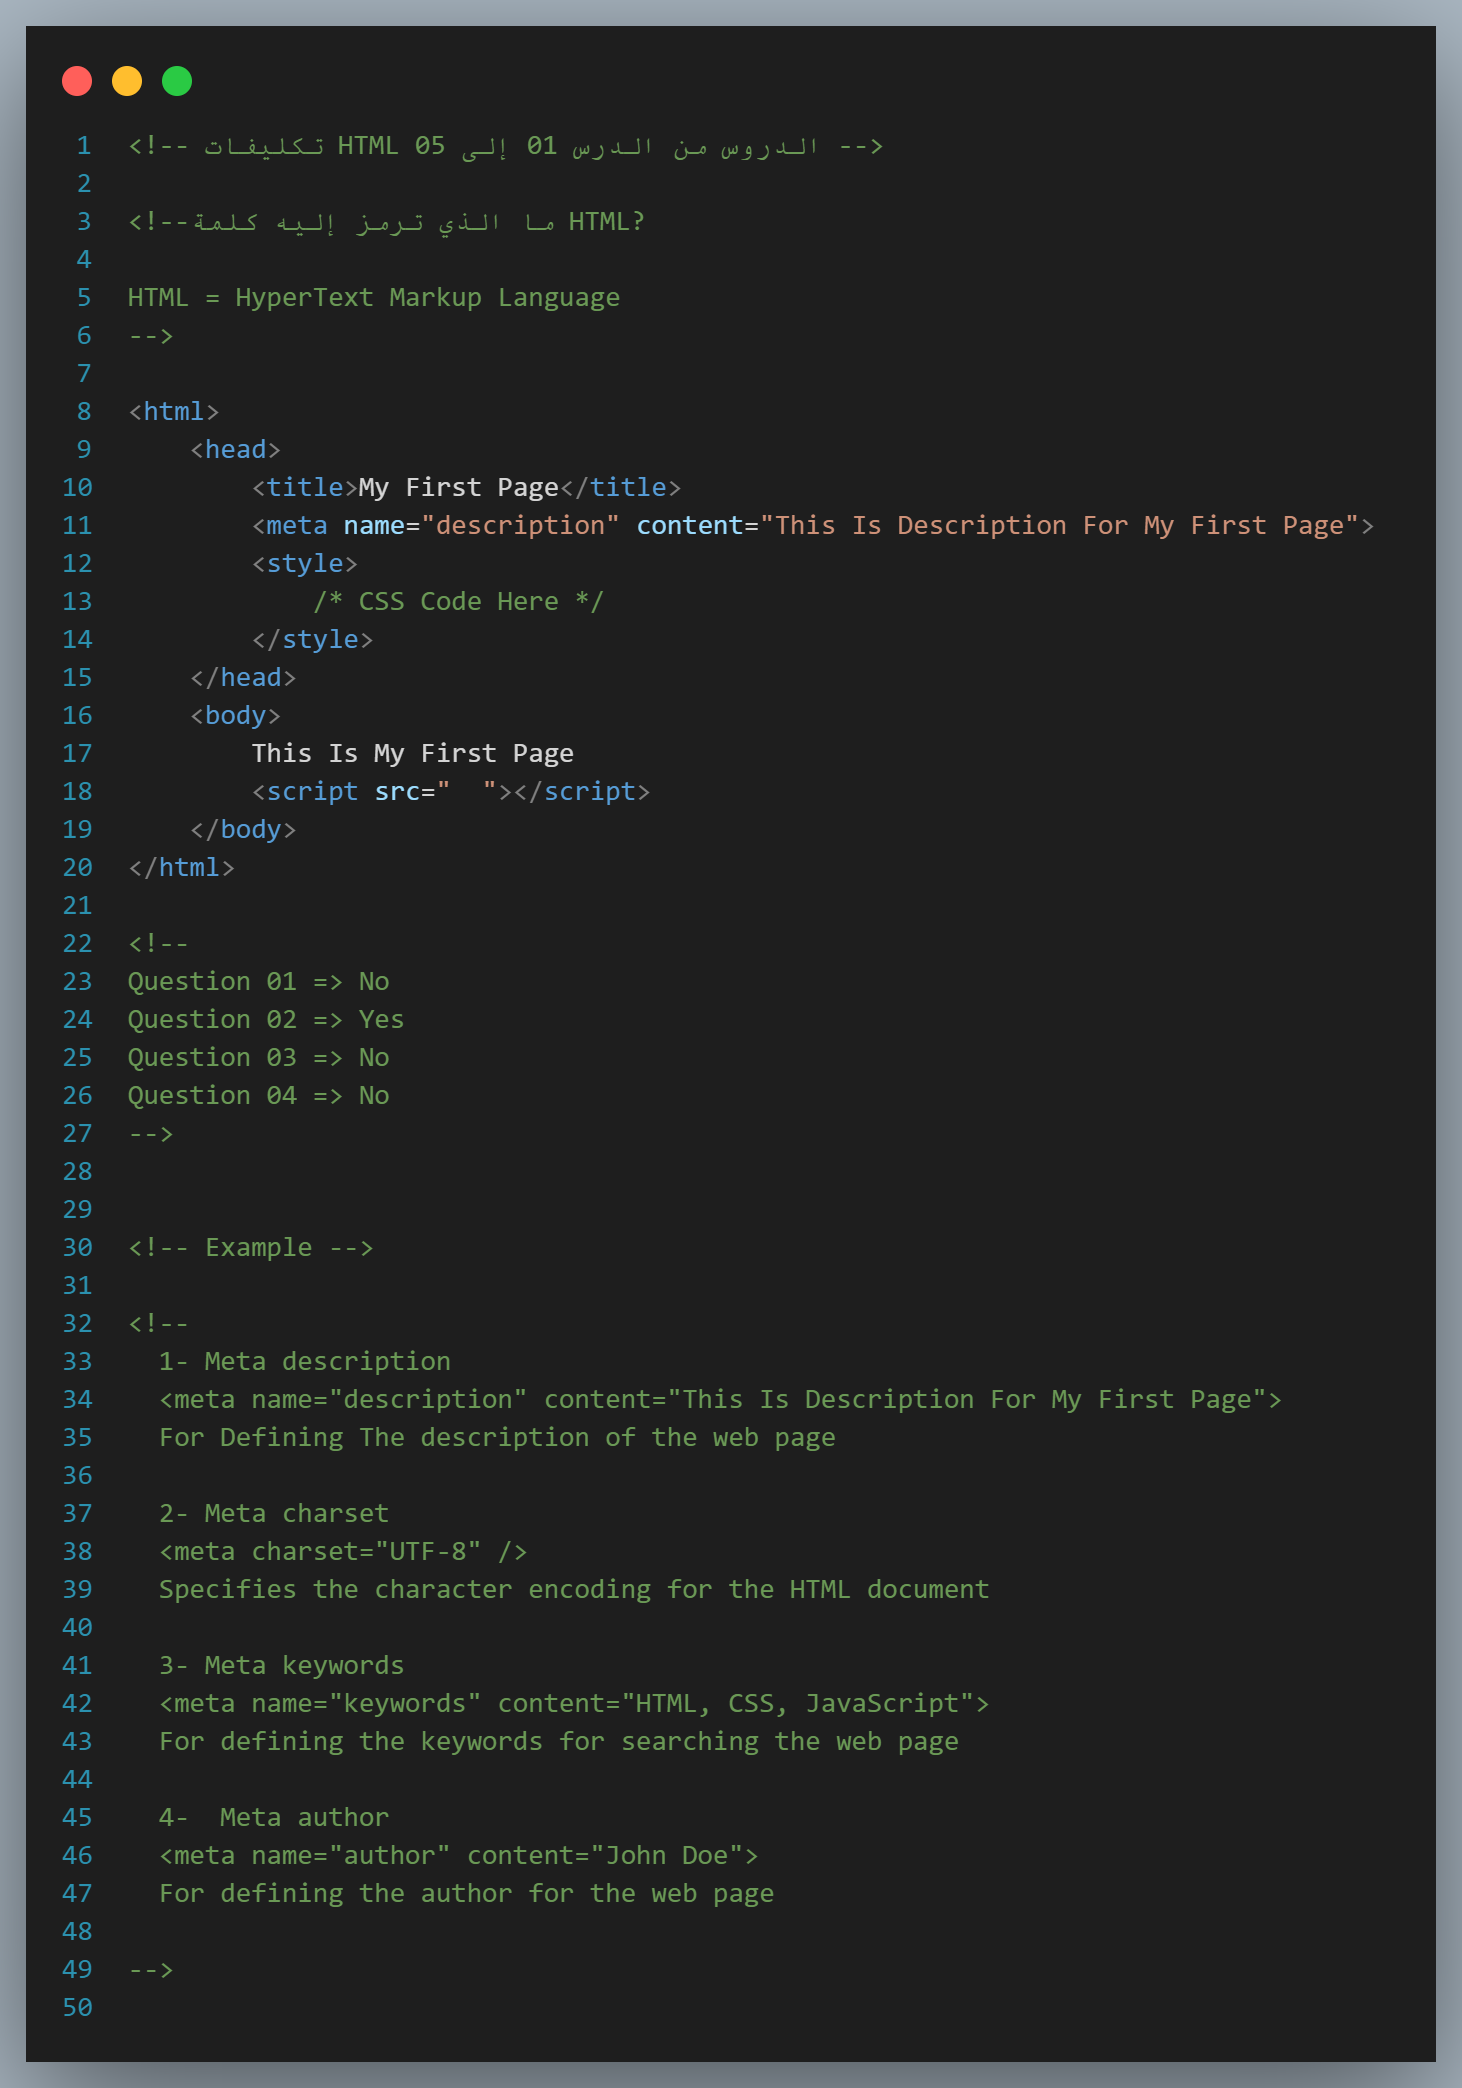 1 <!-- تكليفات HTML الدروس من الدرس 01 إلى 05 -->
2
3 <!--ما الذي ترمز إليه كلمة HTML?
4
5 HTML = HyperText Markup Language
6 -->
7
8 <html>
9     <head>
10         <title>My First Page</title>
11         <meta name="description" content="This Is Description For My First Page">
12         <style>
13             /* CSS Code Here */
14         </style>
15     </head>
16     <body>
17         This Is My First Page
18         <script src="  "></script>
19     </body>
20 </html>
21
22 <!--
23 Question 01 => No
24 Question 02 => Yes
25 Question 03 => No
26 Question 04 => No
27 -->
28
29
30 <!-- Example -->
31
32 <!--
33   1- Meta description
34   <meta name="description" content="This Is Description For My First Page">
35   For Defining The description of the web page
36
37   2- Meta charset
38   <meta charset="UTF-8" />
39   Specifies the character encoding for the HTML document
40
41   3- Meta keywords
42   <meta name="keywords" content="HTML, CSS, JavaScript">
43   For defining the keywords for searching the web page
44
45   4-  Meta author
46   <meta name="author" content="John Doe">
47   For defining the author for the web page
48
49 -->
50